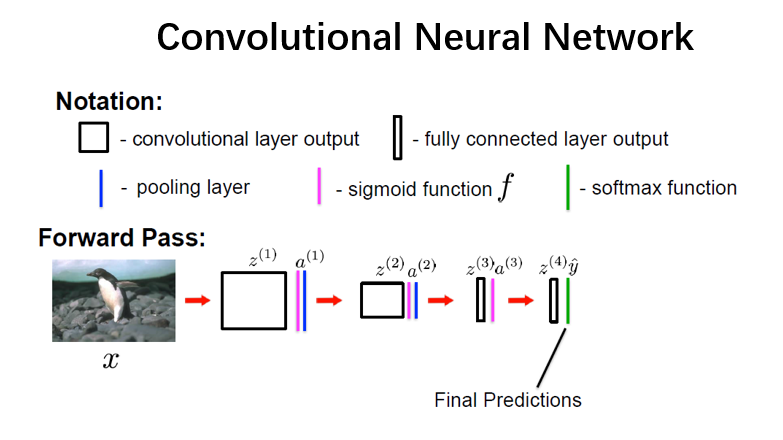 Convolutional Neural Network
Notation:
- convolutional layer output
- fully connected layer output
- pooling layer
- sigmoid function f
- softmax function
Forward Pass:
z⁽¹⁾ a⁽¹⁾ z⁽²⁾ a⁽²⁾ z⁽³⁾ a⁽³⁾ z⁽⁴⁾ ŷ
x
Final Predictions